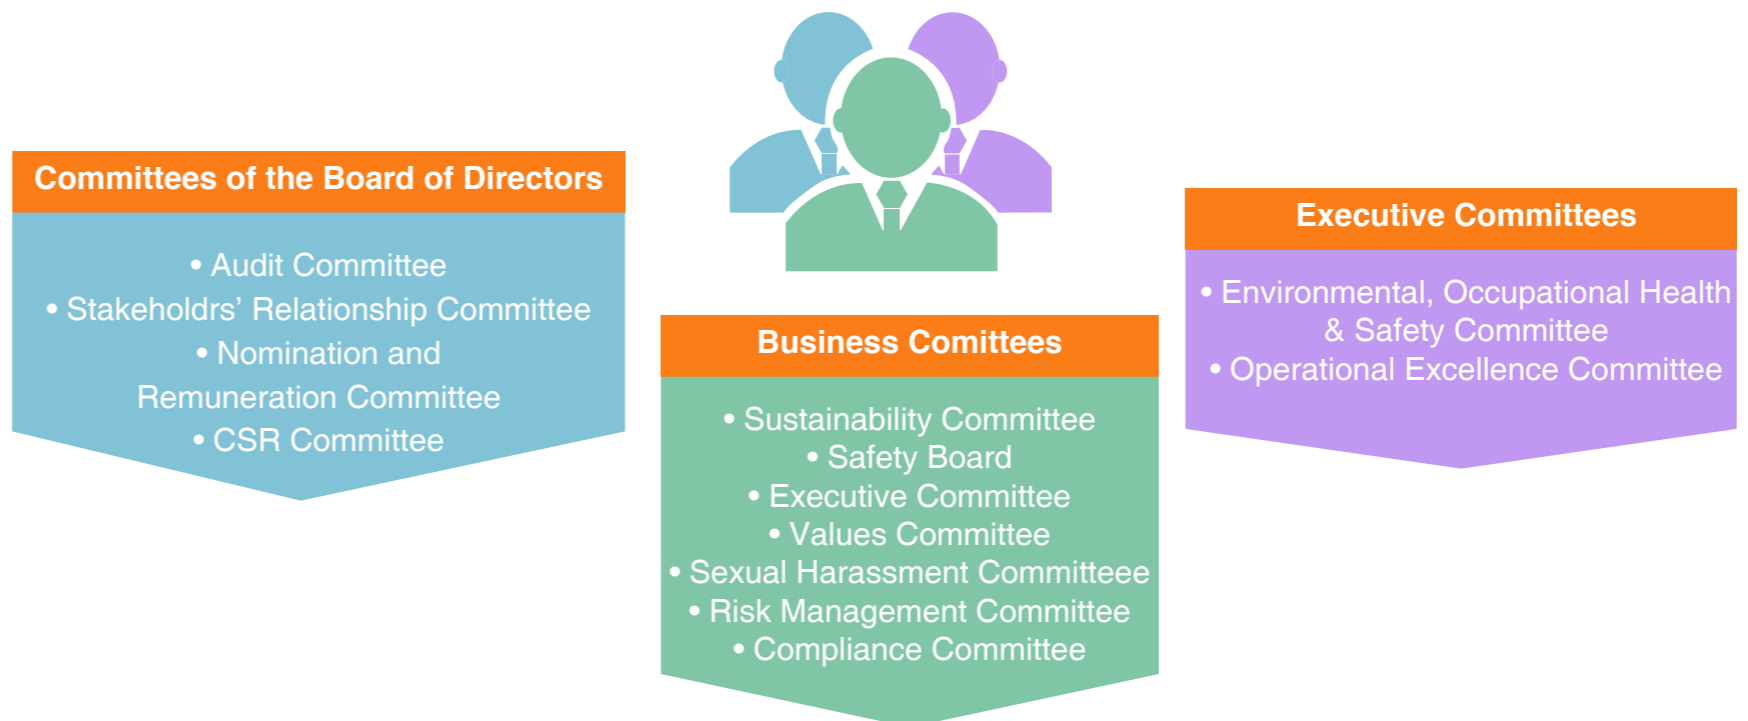 Committees of the Board of Directors
• Audit Committee
• Stakeholdrs’ Relationship Committee
• Nomination and
Remuneration Committee
• CSR Committee
Business Comittees
• Sustainability Committee
• Safety Board
• Executive Committee
• Values Committee
• Sexual Harassment Committeee
• Risk Management Committee
• Compliance Committee
Executive Committees
• Environmental, Occupational Health
& Safety Committee
• Operational Excellence Committee